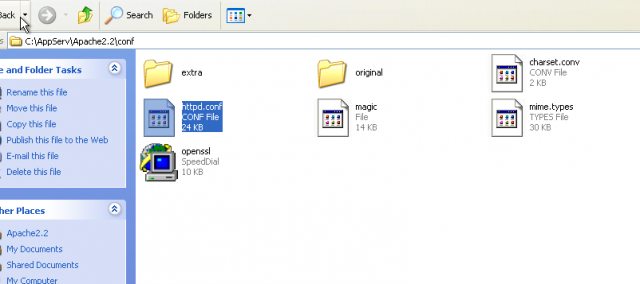 Back
Search
Folders
C:\AppServ\Apache2.2\conf
File and Folder Tasks
Rename this file
Move this file
Copy this file
Publish this file to the Web
E-mail this file
Delete this file
Other Places
Apache2.2
My Documents
Shared Documents
My Computer
extra
original
charset.conv
CONV File
2 KB
httpd.conf
CONF File
24 KB
magic
File
14 KB
mime.types
TYPES File
30 KB
openssl
SpeedDial
10 KB